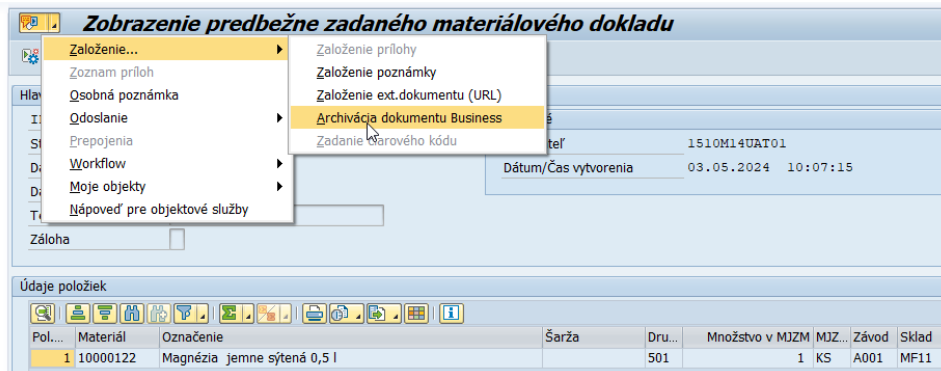 Zobrazenie predbežne zadaného materiálového dokladu
Založenie...
Založenie prílohy
Zoznam príloh
Založenie poznámky
Osobná poznámka
Založenie ext.dokumentu (URL)
Odoslanie
Archivácia dokumentu Business
Prepojenia
Zadanie
kódu
Workflow
Dátum/Čas vytvorenia
1510M14UAT01
03.05.2024 10:07:15
Moje objekty
Nápoveď pre objektové služby
Záloha
Údaje položiek
Pol.... Materiál Označenie Šarža Dru... Množstvo v MJZM MJZ... Závod Sklad
1 10000122 Magnézia jemne sýtená 0,5 l 501 1 KS A001 MF11